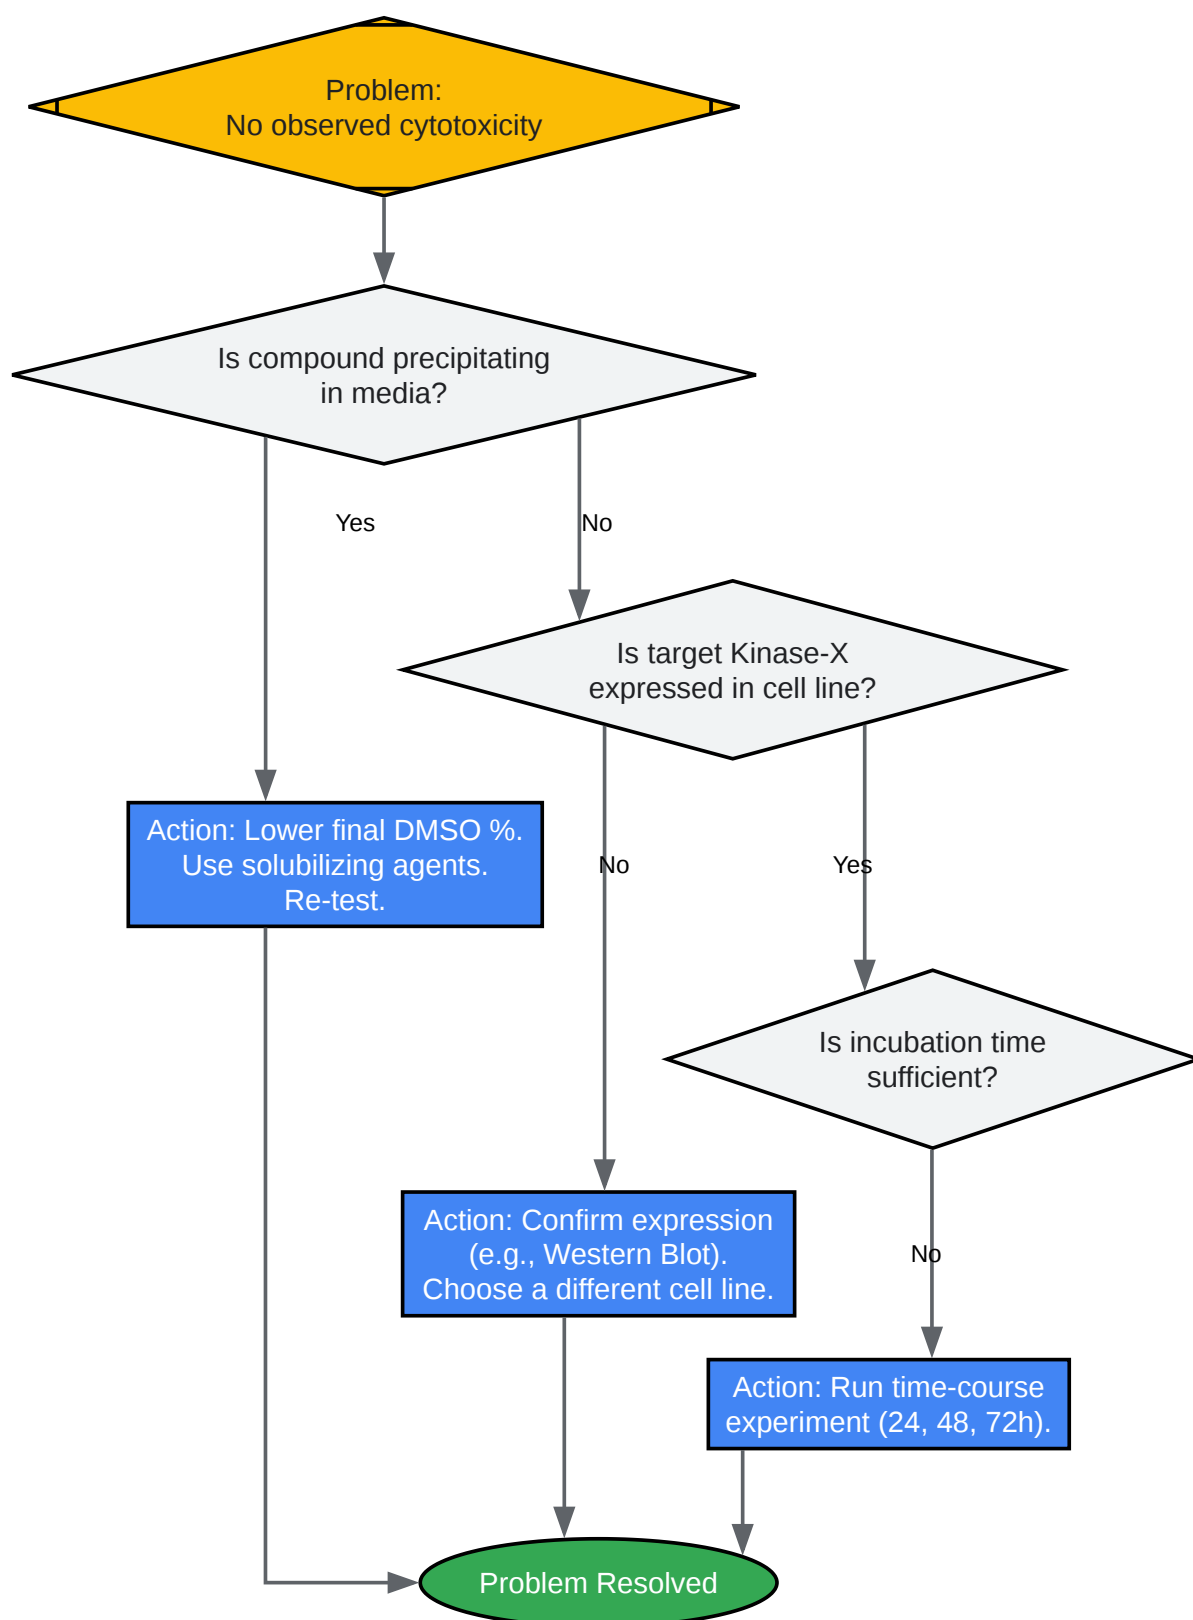 Problem:
No observed cytotoxicity
Is compound precipitating
in media?
Yes
No
Is target Kinase-X
expressed in cell line?
Action: Lower final DMSO %.
Use solubilizing agents.
Re-test.
No
Yes
Is incubation time
sufficient?
Action: Confirm expression
(e.g., Western Blot).
Choose a different cell line.
No
Action: Run time-course
experiment (24, 48, 72h).
Problem Resolved